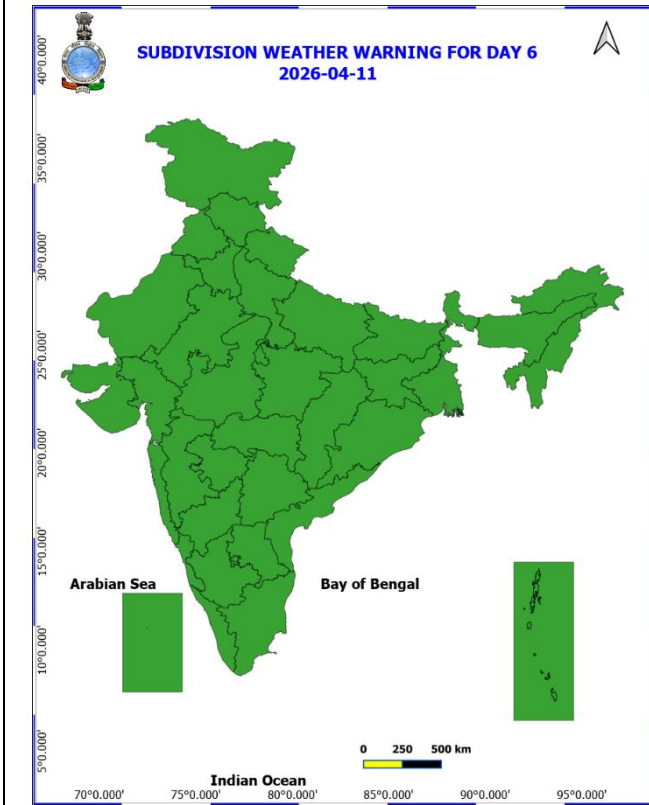 SUBDIVISION WEATHER WARNING FOR DAY 6
2026-04-11
40°0.000'
35°0.000'
30°0.000'
25°0.000'
20°0.000'
15°0.000'
10°0.000'
5°0.000'
Arabian Sea
Bay of Bengal
0 250 500 km
Indian Ocean
70°0.000' 75°0.000' 80°0.000' 85°0.000' 90°0.000' 95°0.000'